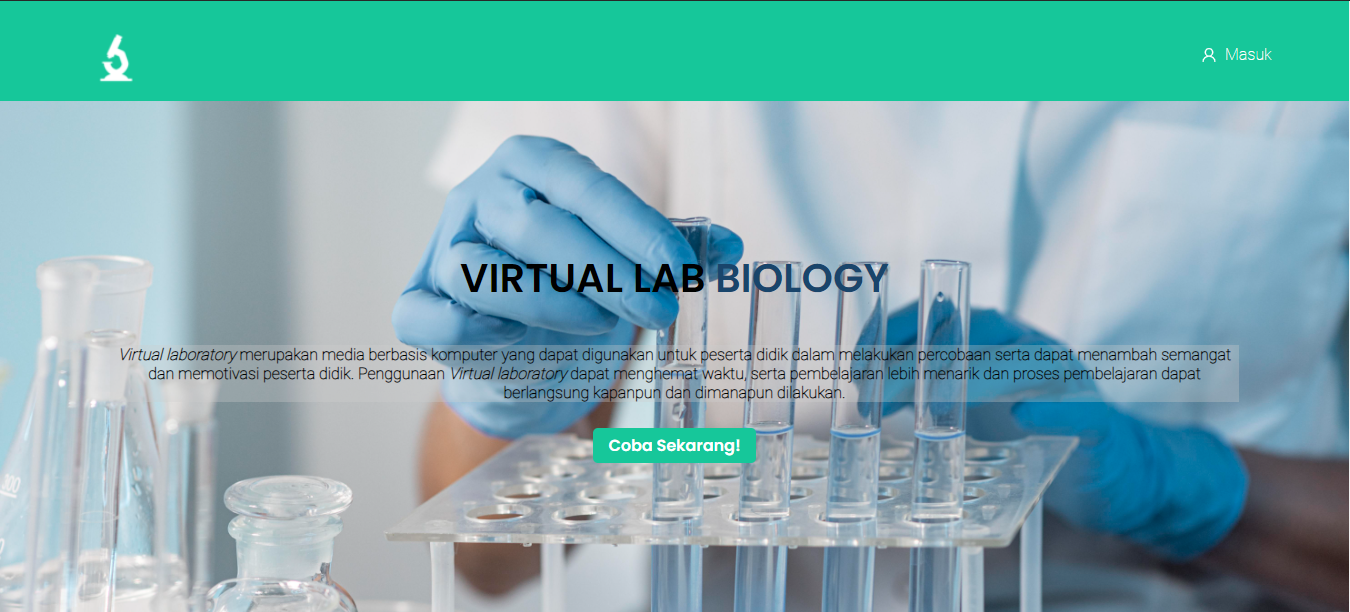 Masuk
VIRTUAL LAB BIOLOGY
Virtual laboratory merupakan media berbasis komputer yang dapat digunakan untuk peserta didik dalam melakukan percobaan serta dapat menambah semangat
dan memotivasi peserta didik. Penggunaan Virtual laboratory dapat menghemat waktu, serta pembelajaran lebih menarik dan proses pembelajaran dapat
berlangsung kapanpun dan dimanapun dilakukan.
Coba Sekarang!